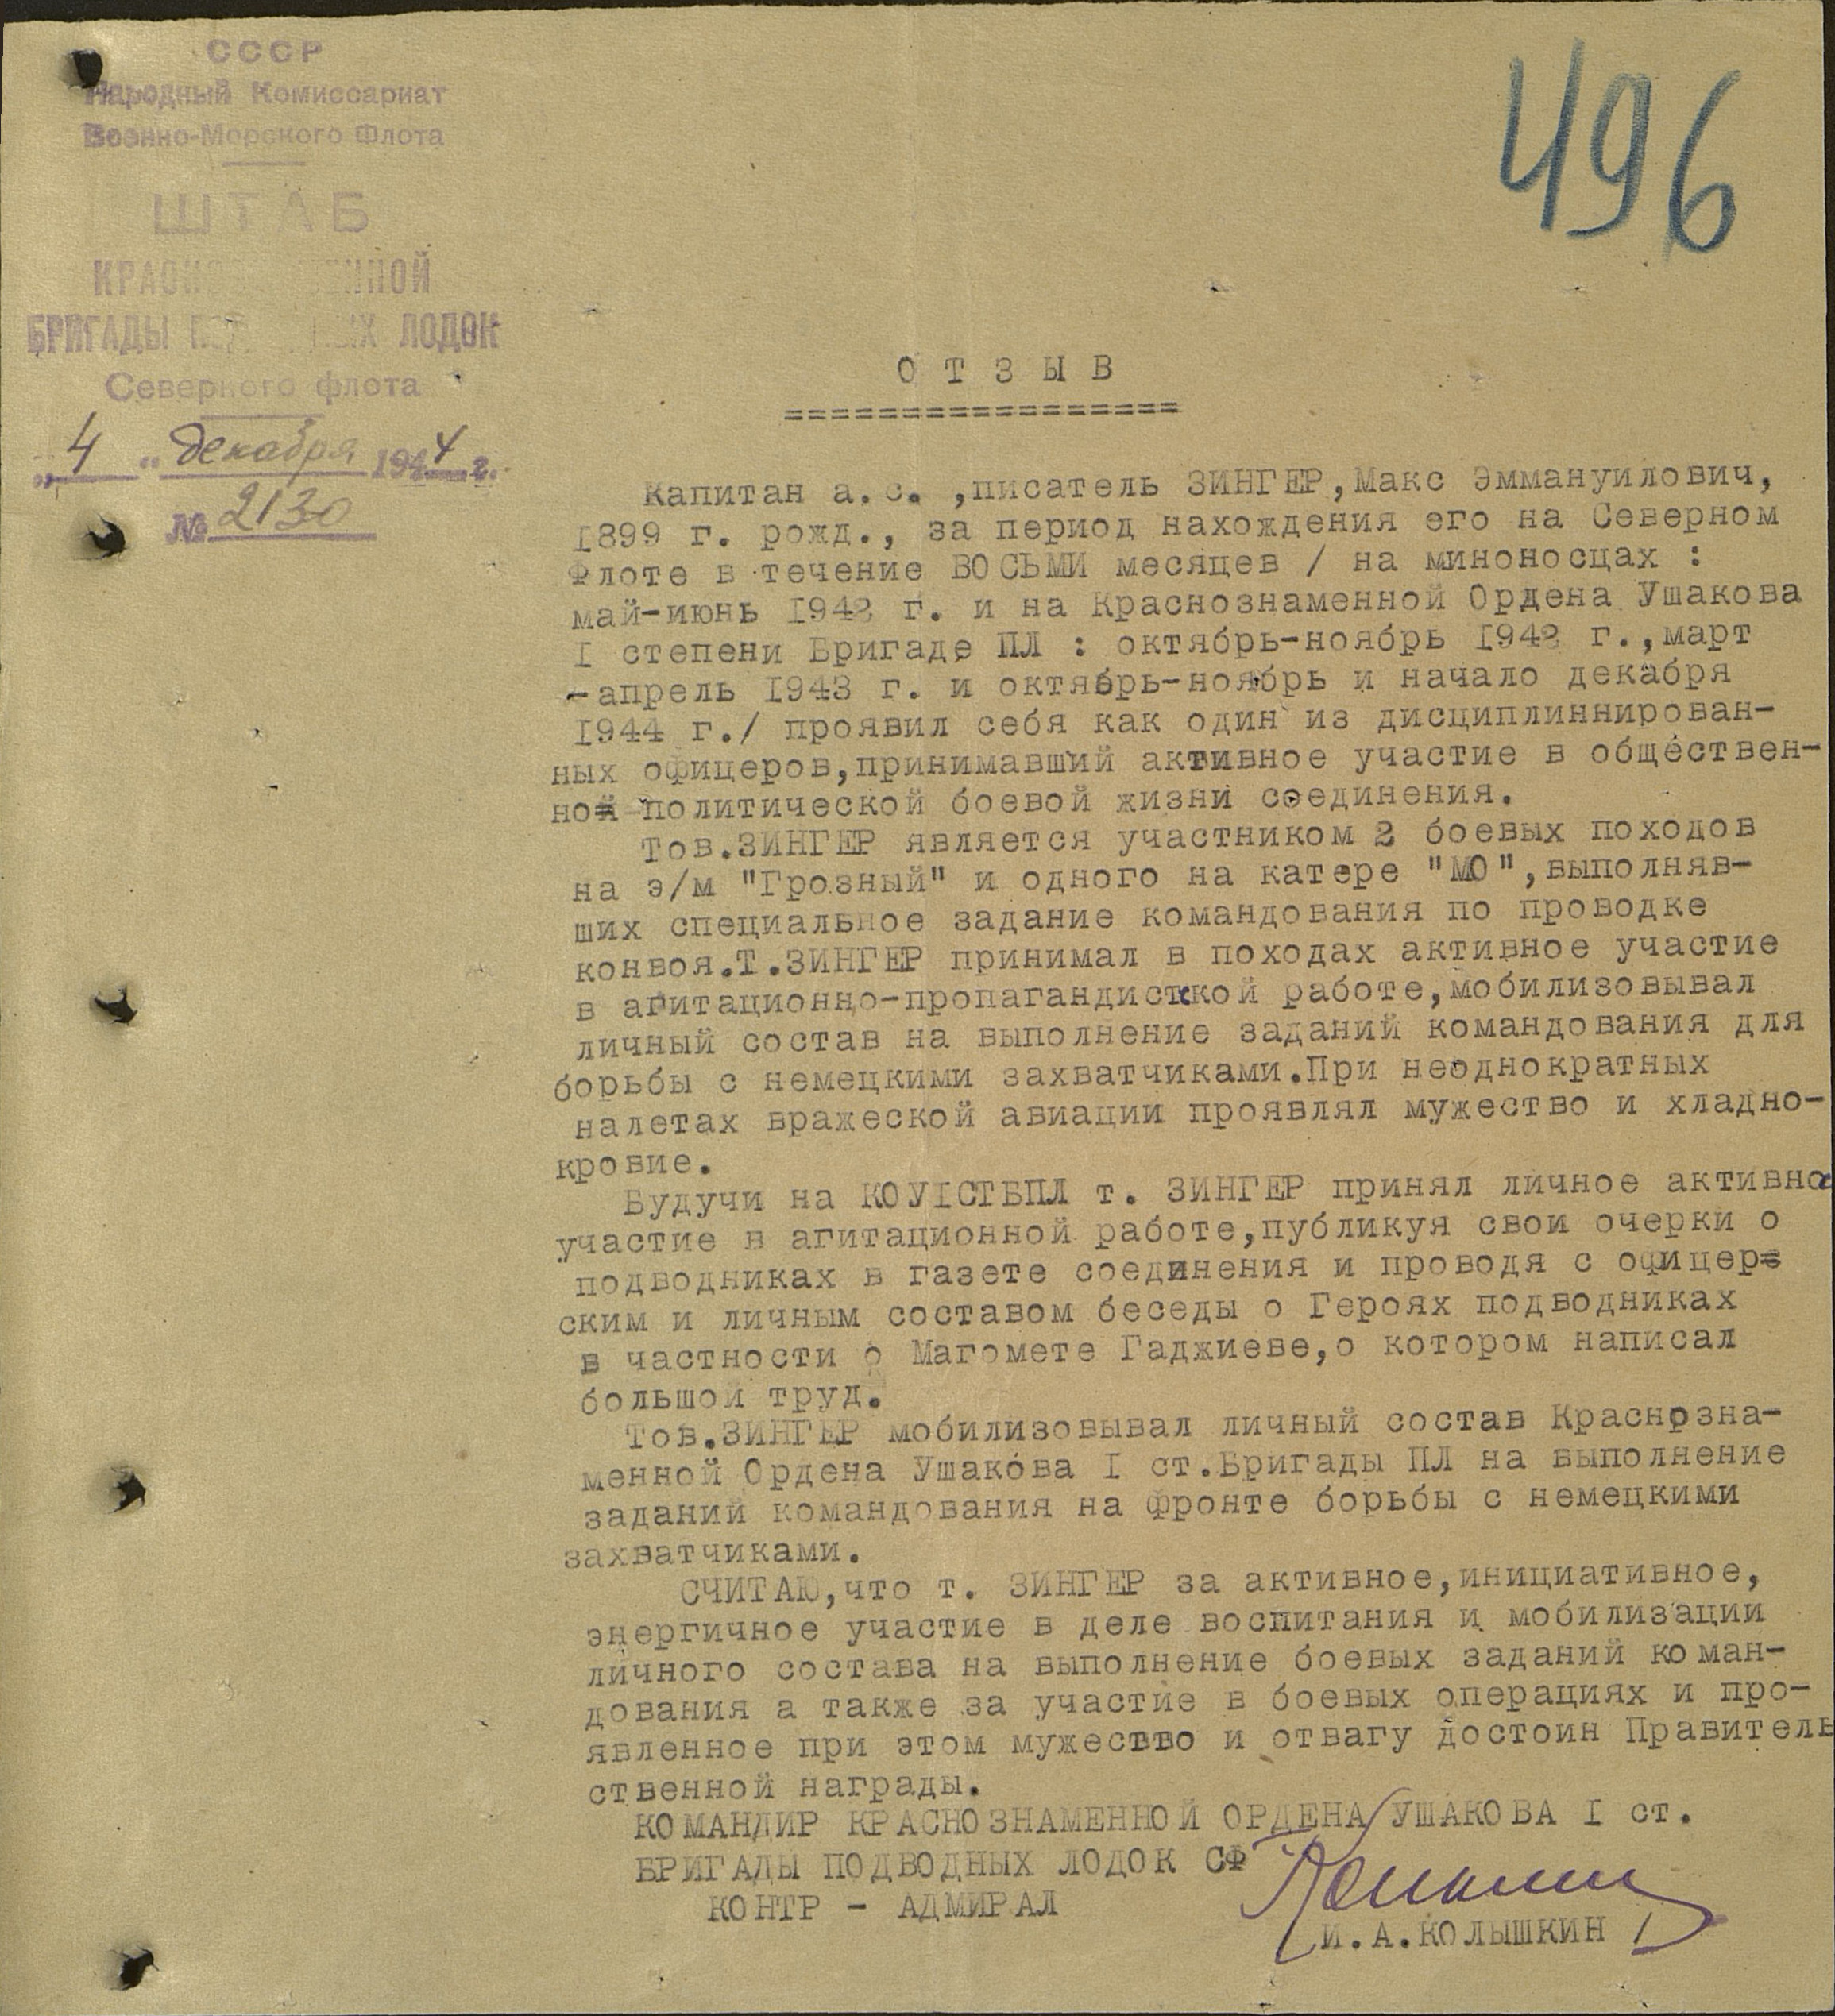 СССР
Народный Комиссариат
Военно-Морского Флота
ШТАБ
БРИГАДЫ ЛОДОК
Северного флота
„4“ декабря 1944 г.
№ 2130
496
О Т З Ы В
=================
Капитан а.с. ,писатель ЗИНГЕР,Макс Эммануилович,
1899 г. рожд., за период нахождения его на Северном
Флоте в течение ВОСЬМИ месяцев / на миноносцах :
май-июнь 1942 г. и на Краснознаменной Ордена Ушакова
I степени Бригаде ПЛ : октябрь-ноябрь 1942 г.,март
-апрель 1943 г. и октябрь-ноябрь и начало декабря
1944 г./ проявил себя как один из дисциплиннирован-
ных офицеров,принимавший активное участие в обществен-
ной политической боевой жизни соединения.
Тов.ЗИНГЕР является участником 2 боевых походов
на э/м "Грозный" и одного на катере "МО",выполняв-
ших специальное задание командования по проводке
конвоя.Т.ЗИНГЕР принимал в походах активное участие
в агитационно-пропагандистской работе,мобилизовывал
личный состав на выполнение заданий командования для
борьбы с немецкими захватчиками.При неоднократных
налетах вражеской авиации проявлял мужество и хладно-
кровие.
Будучи на КОУIСТБПЛ т. ЗИНГЕР принял личное активно
участие в агитационной работе,публикуя свои очерки о
подводниках в газете соединения и проводя с офицер-
ским и личным составом беседы о Героях подводниках
в частности о Магомете Гаджиеве,о котором написал
большой труд.
Тов.ЗИНГЕР мобилизовывал личный состав Краснозна-
менной Ордена Ушакова I ст.Бригады ПЛ на выполнение
заданий командования на фронте борьбы с немецкими
захватчиками.
СЧИТАЮ,что т. ЗИНГЕР за активное,инициативное,
энергичное участие в деле воспитания и мобилизации
личного состава на выполнение боевых заданий коман-
дования а также за участие в боевых операциях и про-
явленное при этом мужество и отвагу достоин Правитель
ственной награды.
КОМАНДИР КРАСНОЗНАМЕННОЙ ОРДЕНА УШАКОВА I ст.
БРИГАДЫ ПОДВОДНЫХ ЛОДОК СФ
КОНТР - АДМИРАЛ
И.А.КОЛЫШКИН